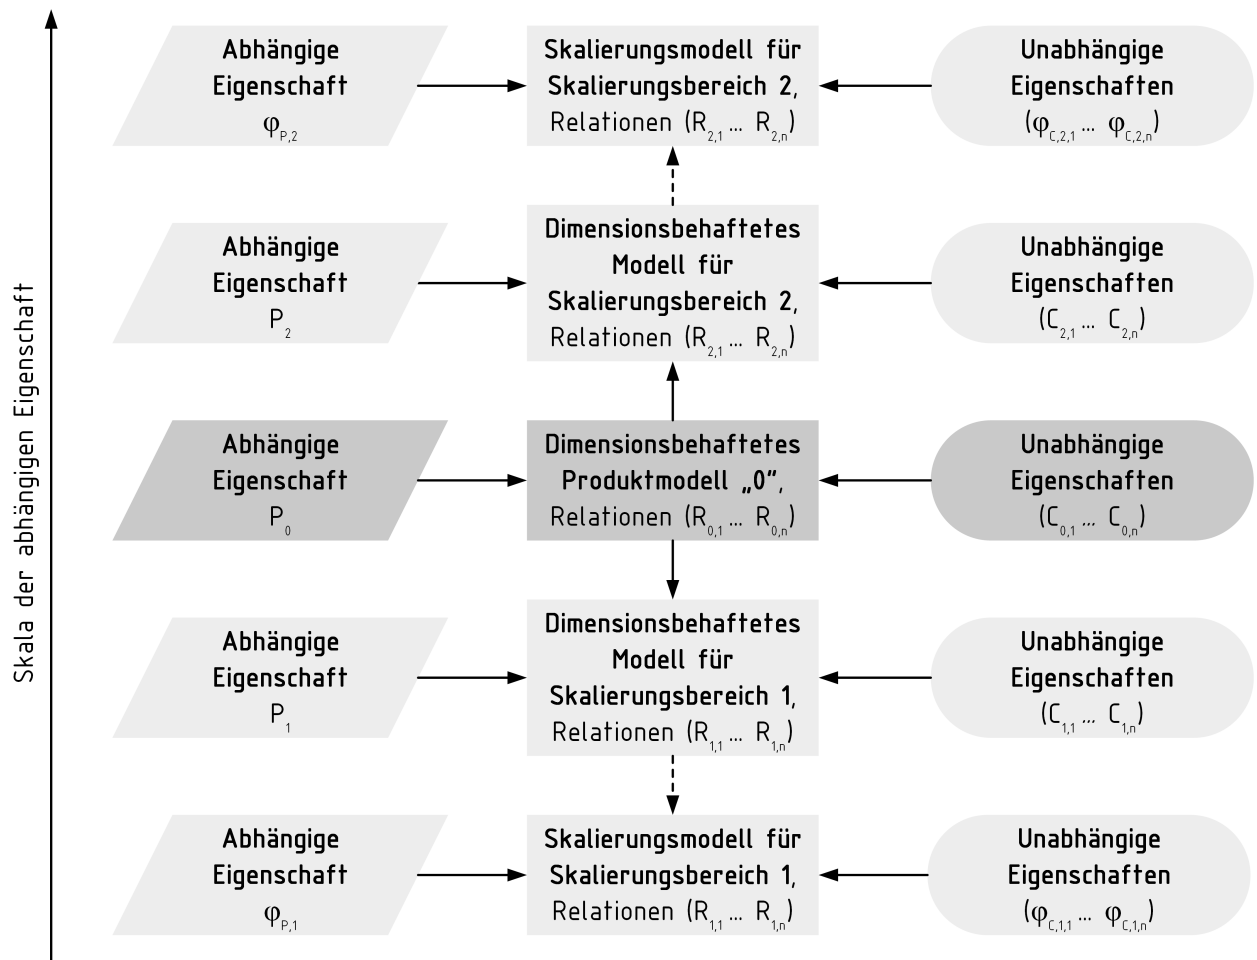 Skala der abhängigen Eigenschaft
Abhängige
Eigenschaft
φP,2
Skalierungsmodell für
Skalierungsbereich 2,
Relationen (R2,1 ... R2,n)
Unabhängige
Eigenschaften
(φC,2,1 ... φC,2,n)
Abhängige
Eigenschaft
P2
Dimensionsbehaftetes
Modell für
Skalierungsbereich 2,
Relationen (R2,1 ... R2,n)
Unabhängige
Eigenschaften
(C2,1 ... C2,n)
Abhängige
Eigenschaft
P0
Dimensionsbehaftetes
Produktmodell „0”,
Relationen (R0,1 ... R0,n)
Unabhängige
Eigenschaften
(C0,1 ... C0,n)
Abhängige
Eigenschaft
P1
Dimensionsbehaftetes
Modell für
Skalierungsbereich 1,
Relationen (R1,1 ... R1,n)
Unabhängige
Eigenschaften
(C1,1 ... C1,n)
Abhängige
Eigenschaft
φP,1
Skalierungsmodell für
Skalierungsbereich 1,
Relationen (R1,1 ... R1,n)
Unabhängige
Eigenschaften
(φC,1,1 ... φC,1,n)